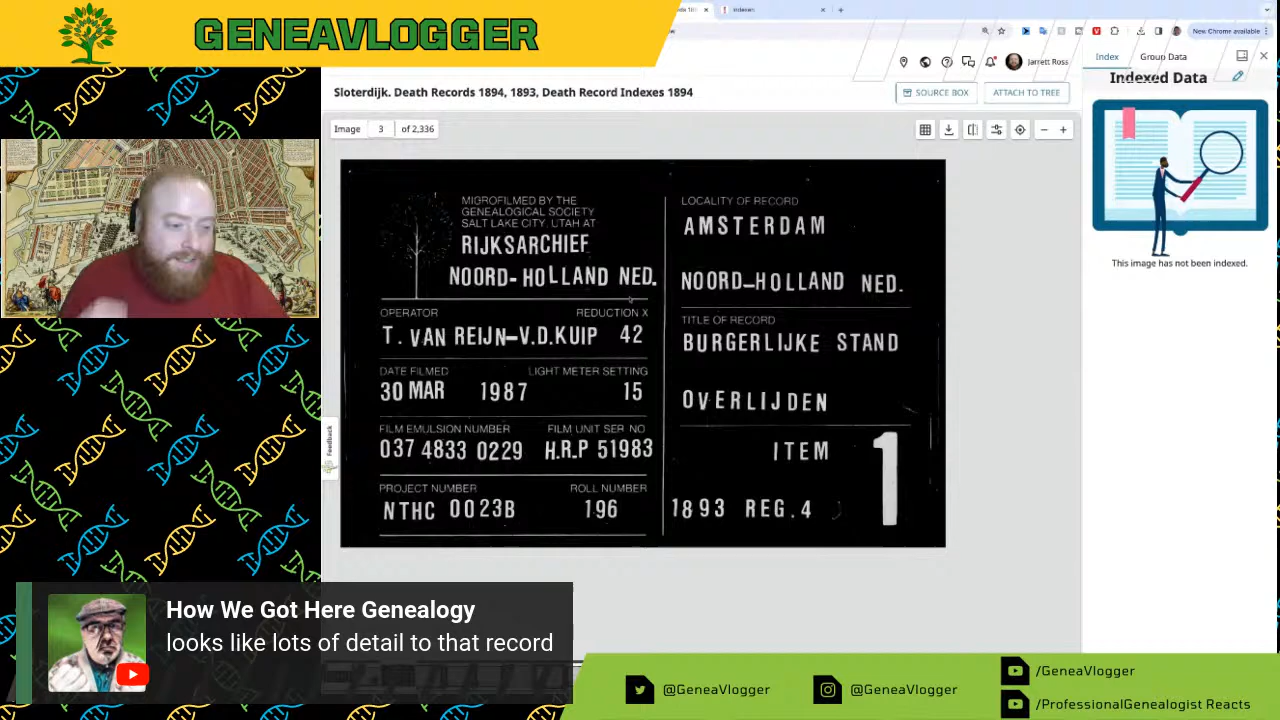 GENEAVLOGGER
indexen
New Chrome available
Jarrett Ross
Sloterdijk. Death Records 1894, 1893, Death Record Indexes 1894
SOURCE BOX
ATTACH TO TREE
Image 3 of 2,336
Index
Group Data
Indexed Data
This image has not been indexed.
MICROFILMED BY THE
GENEALOGICAL SOCIETY
SALT LAKE CITY, UTAH AT
RIJKSARCHIEF
NOORD-HOLLAND NED.
OPERATOR
REDUCTION X
T. VAN REIJN-V.D.KUIP 42
DATE FILMED
LIGHT METER SETTING
30 MAR 1987 15
FILM EMULSION NUMBER
FILM UNIT SER NO
037 4833 0229 H.R.P 51983
PROJECT NUMBER
ROLL NUMBER
NTHC 0023B 196
LOCALITY OF RECORD
AMSTERDAM
NOORD-HOLLAND NED.
TITLE OF RECORD
BURGERLIJKE STAND
OVERLIJDEN
ITEM 1
1893 REG.4
Feedback
How We Got Here Genealogy
looks like lots of detail to that record
@GeneaVlogger
@GeneaVlogger
/GeneaVlogger
/ProfessionalGenealogist Reacts